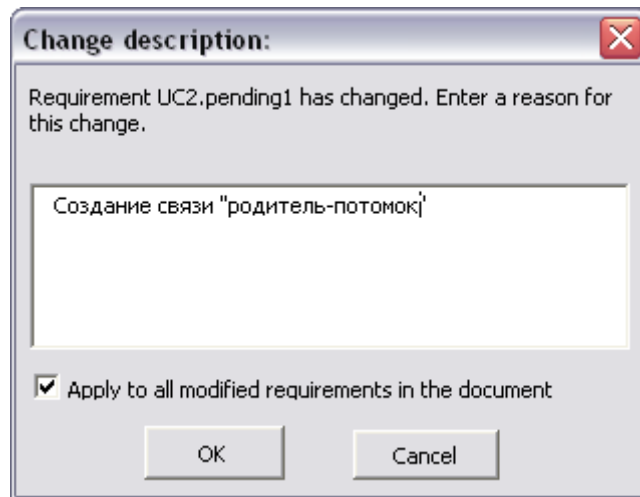 Change description:
Requirement UC2.pending1 has changed. Enter a reason for
this change.
Создание связи "родитель-потомок"
Apply to all modified requirements in the document
OK
Cancel